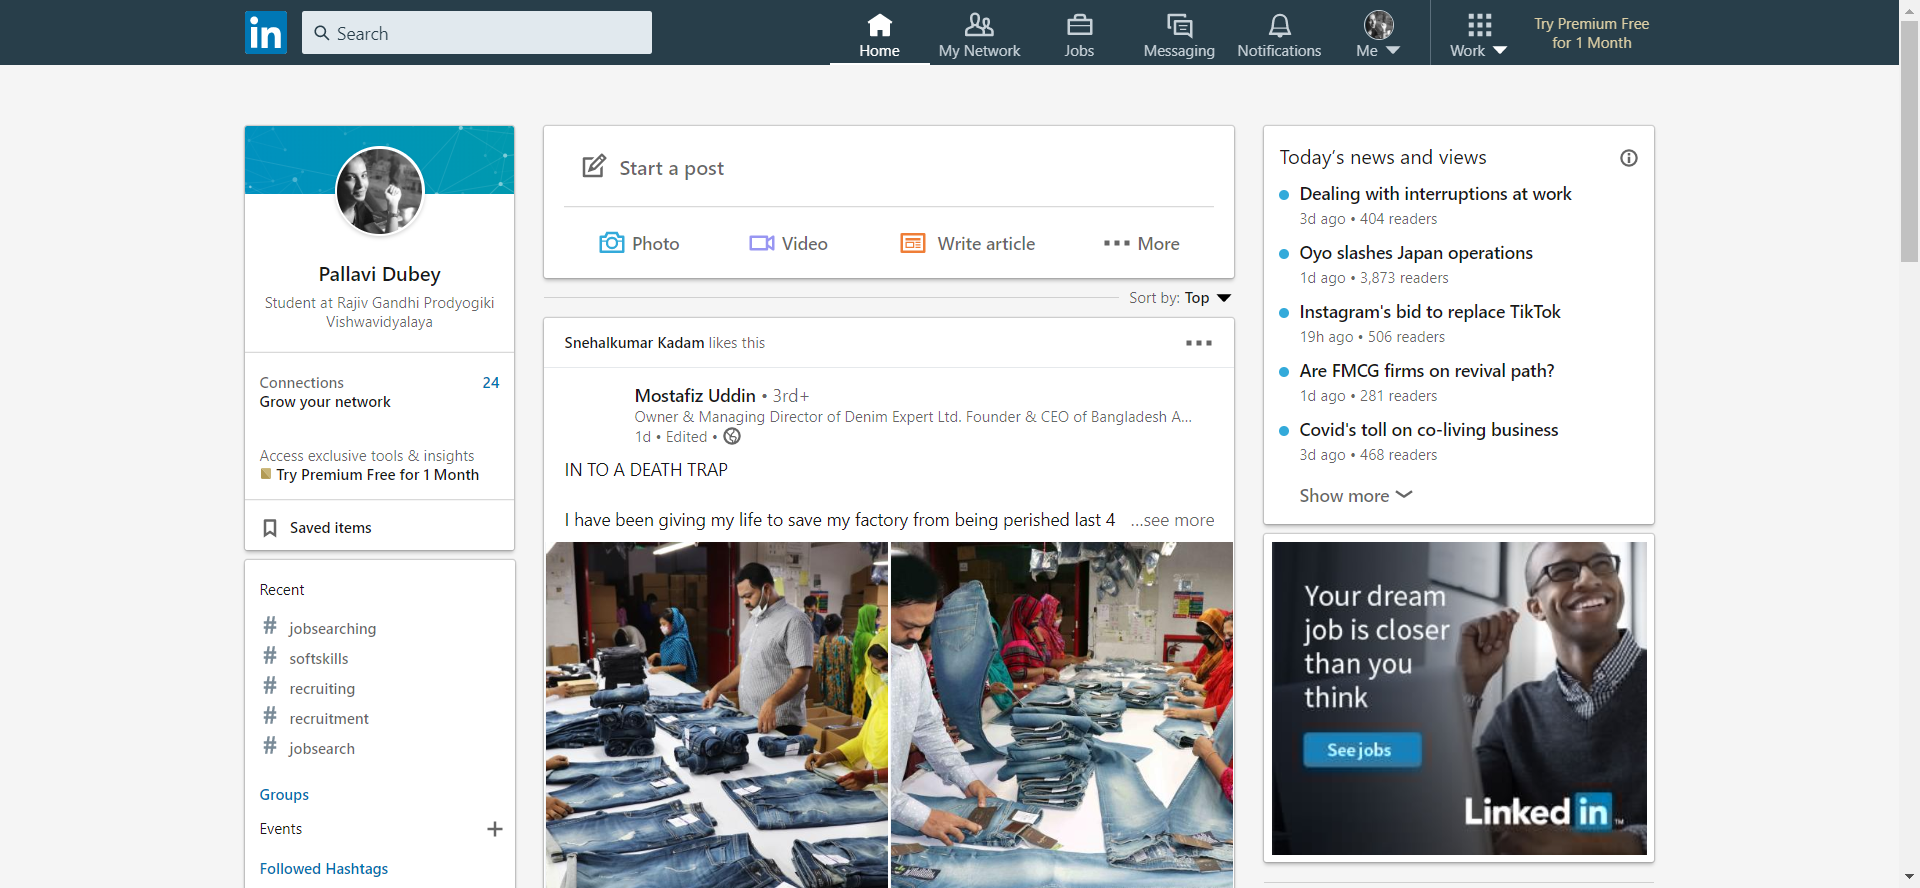 in
Search
Home
My Network
Jobs
Messaging
Notifications
Me
Work
Try Premium Free
for 1 Month
Pallavi Dubey
Student at Rajiv Gandhi Prodyogiki
Vishwavidyalaya
Connections 24
Grow your network
Access exclusive tools & insights
Try Premium Free for 1 Month
Saved items
Recent
# jobsearching
# softskills
# recruiting
# recruitment
# jobsearch
Groups
Events +
Followed Hashtags
Start a post
Photo
Video
Write article
More
Sort by: Top
Snehalkumar Kadam likes this
Mostafiz Uddin • 3rd+
Owner & Managing Director of Denim Expert Ltd. Founder & CEO of Bangladesh A...
1d • Edited •
IN TO A DEATH TRAP
I have been giving my life to save my factory from being perished last 4 ...see more
Today's news and views
Dealing with interruptions at work
3d ago • 404 readers
Oyo slashes Japan operations
1d ago • 3,873 readers
Instagram's bid to replace TikTok
19h ago • 506 readers
Are FMCG firms on revival path?
1d ago • 281 readers
Covid's toll on co-living business
3d ago • 468 readers
Show more
Your dream
job is closer
than you
think
See jobs
Linked in ™